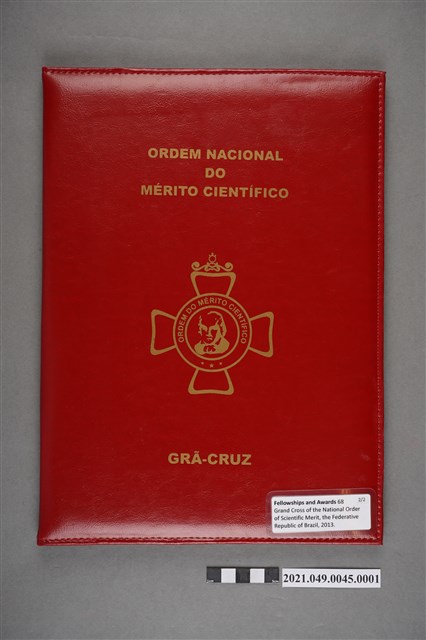 ORDEM NACIONAL
DO
MÉRITO CIENTÍFICO
ORDEM DO MÉRITO CIENTÍFICO
GRÃ-CRUZ
Fellowships and Awards 68 2/2
Grand Cross of the National Order
of Scientific Merit, the Federative
Republic of Brazil, 2013.
2021.049.0045.0001